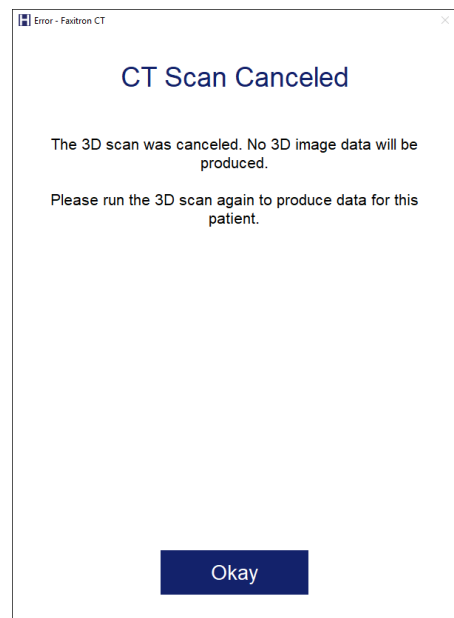 Error - Faxitron CT
CT Scan Canceled
The 3D scan was canceled. No 3D image data will be
produced.
Please run the 3D scan again to produce data for this
patient.
Okay